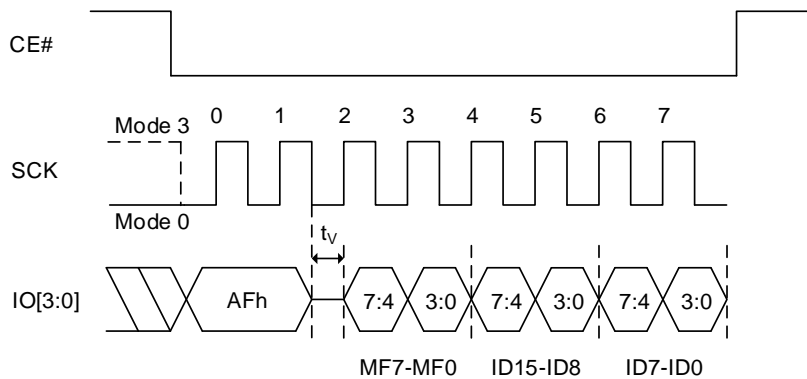 CE#
Mode 3 0 1 2 3 4 5 6 7
SCK
Mode 0
tV
IO[3:0] AFh 7:4 3:0 7:4 3:0 7:4 3:0
MF7-MF0 ID15-ID8 ID7-ID0